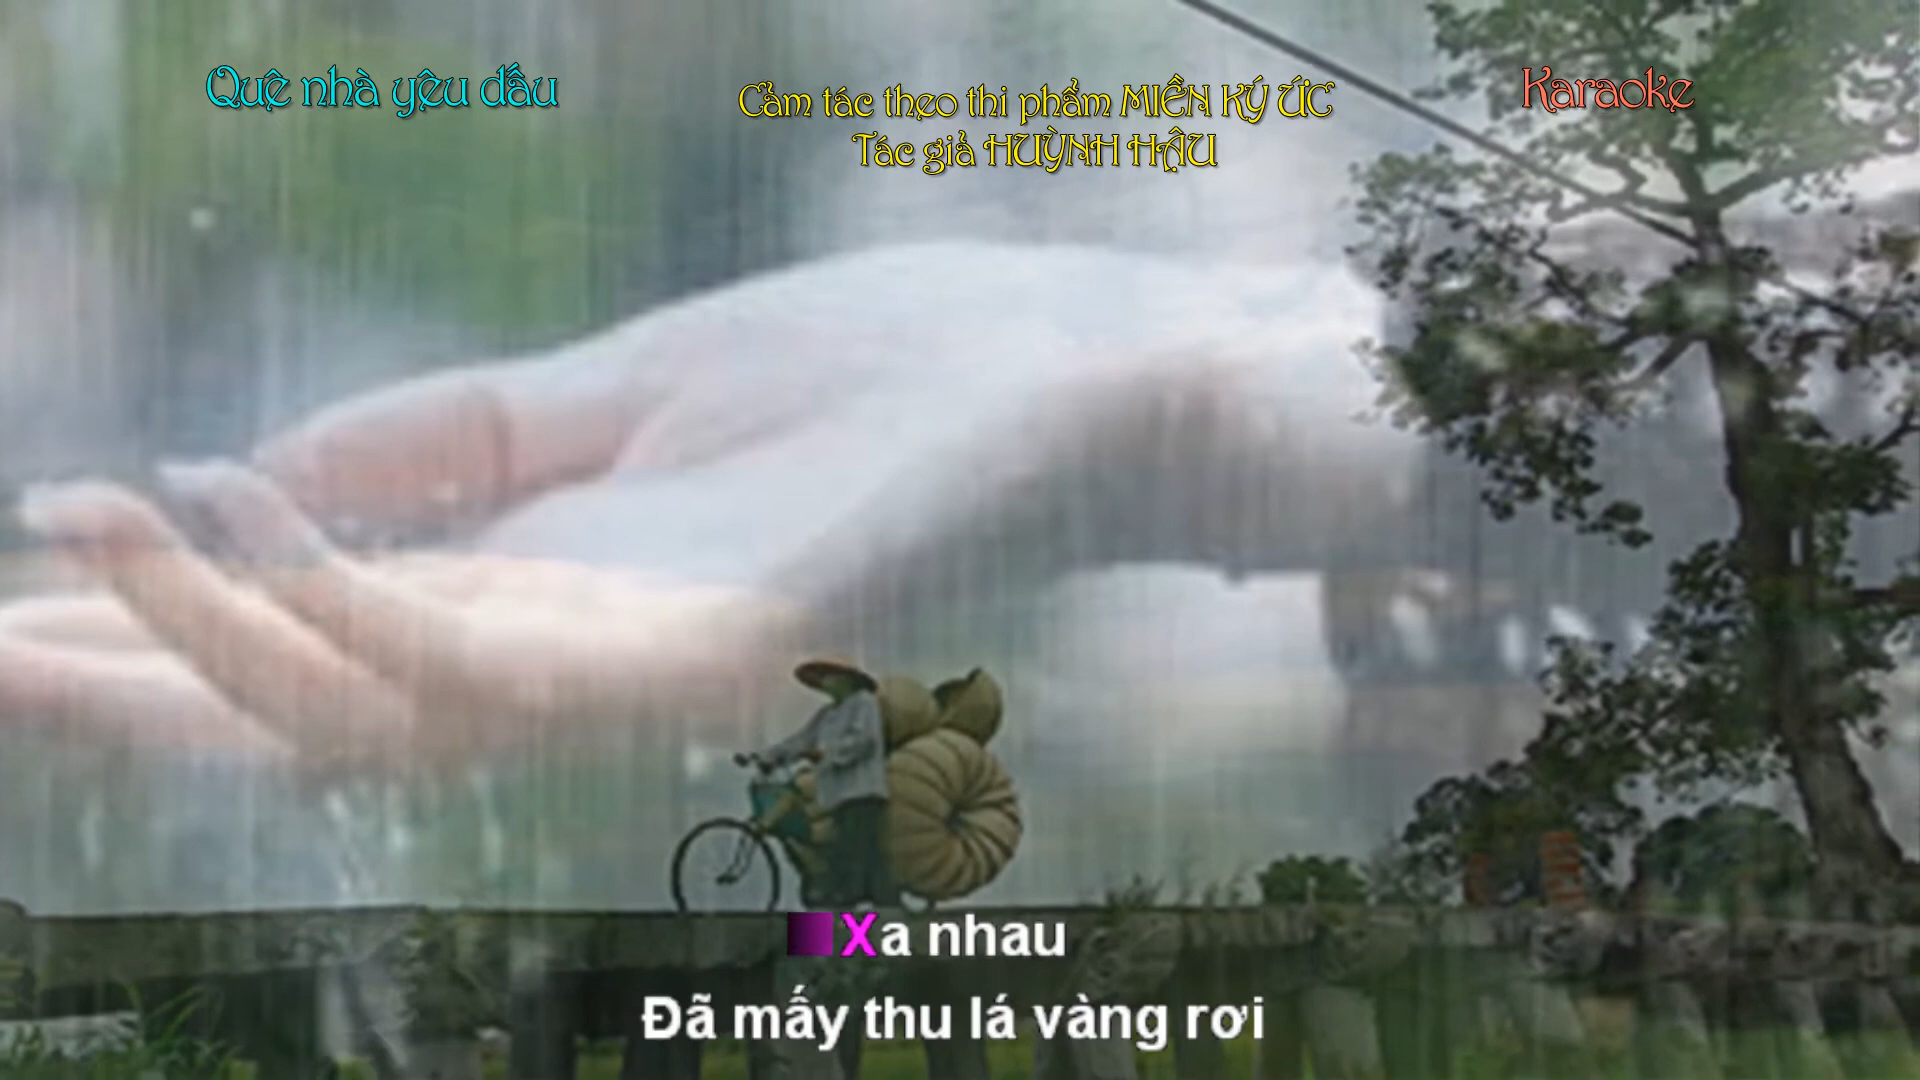 Quê nhà yêu dấu
Cảm tác theo thi phẩm MIỀN KÝ ỨC
Tác giả HUỲNH HẬU
Karaoke
Xa nhau
Đã mấy thu lá vàng rơi